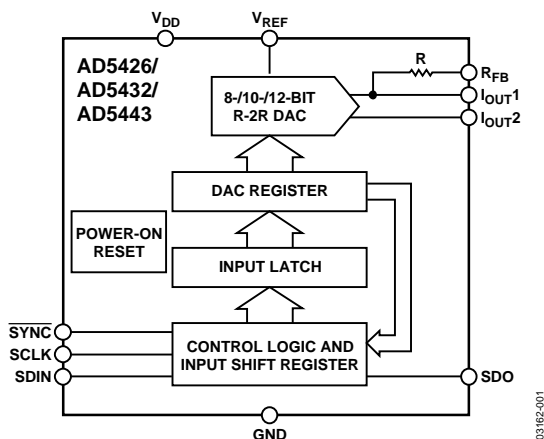 VDD
VREF
AD5426/
AD5432/
AD5443
R
RFB
8-/10-/12-BIT
R-2R DAC
IOUT1
IOUT2
DAC REGISTER
POWER-ON
RESET
INPUT LATCH
SYNC
SCLK
SDIN
CONTROL LOGIC AND
INPUT SHIFT REGISTER
SDO
GND
03162-001